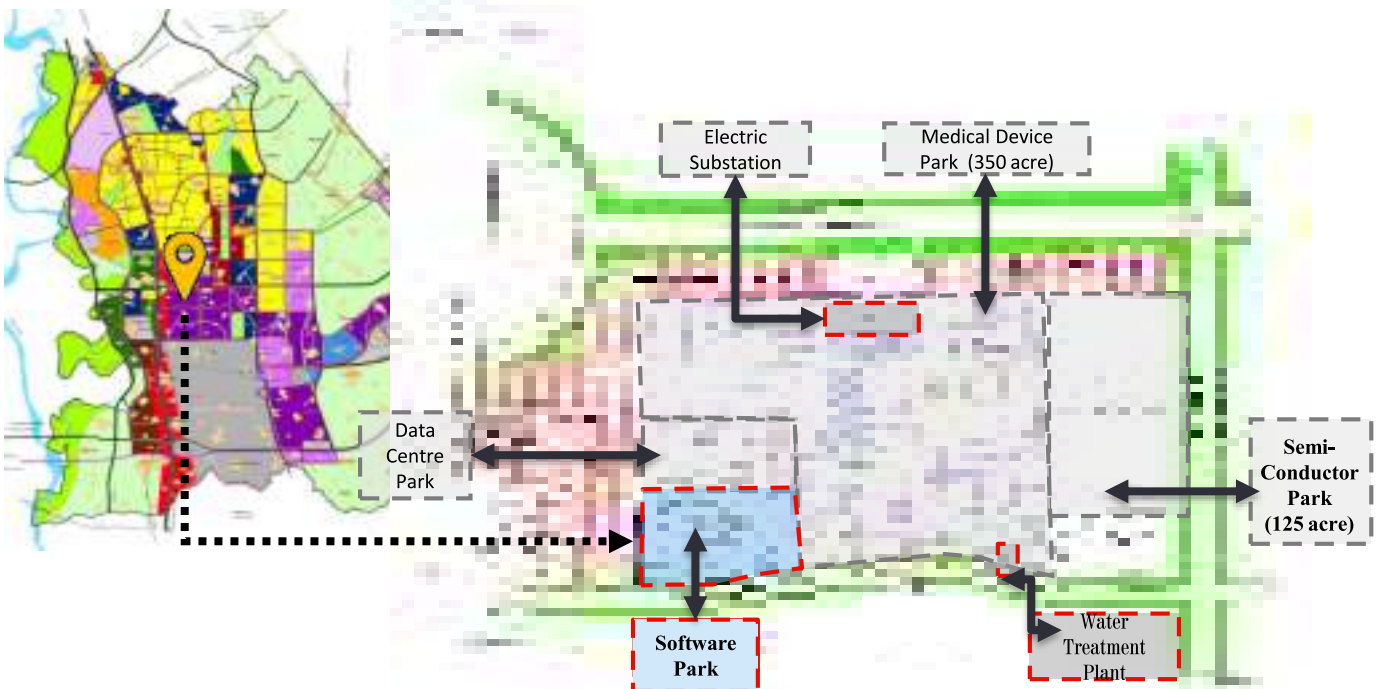 Electric
Substation
Medical Device
Park (350 acre)
Data
Centre
Park
Semi-
Conductor
Park
(125 acre)
Software
Park
Water
Treatment
Plant